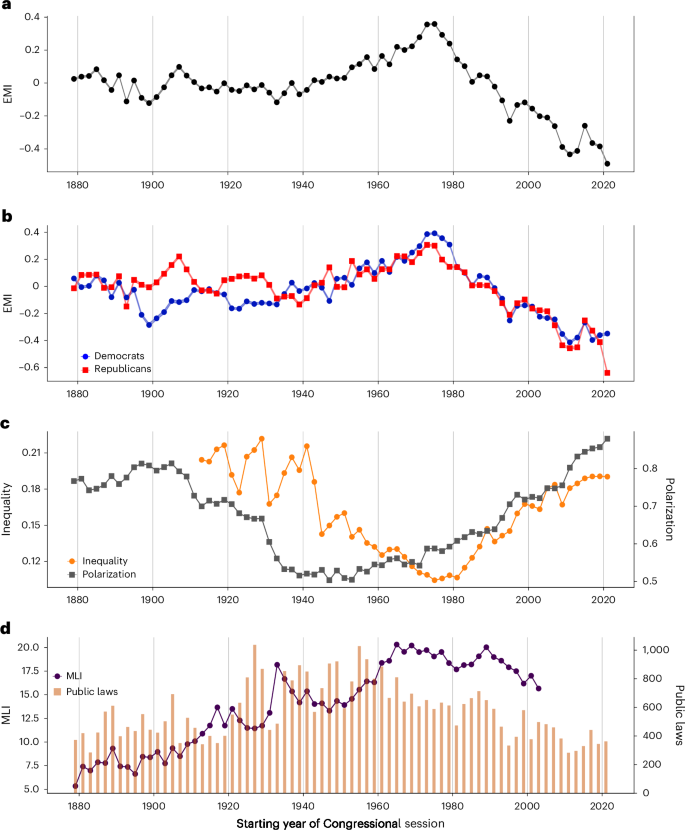 a
0.4
0.2
0
−0.2
−0.4
EMI
1880 1900 1920 1940 1960 1980 2000 2020
b
0.4
0.2
0
−0.2
−0.4
−0.6
EMI
Democrats
Republicans
1880 1900 1920 1940 1960 1980 2000 2020
c
0.21
0.18
0.15
0.12
Inequality
Inequality
Polarization
0.8
0.7
0.6
0.5
Polarization
1880 1900 1920 1940 1960 1980 2000 2020
d
20.0
17.5
15.0
12.5
10.0
7.5
5.0
MLI
MLI
Public laws
1,000
800
600
400
200
0
Public laws
1880 1900 1920 1940 1960 1980 2000 2020
Starting year of Congressional session